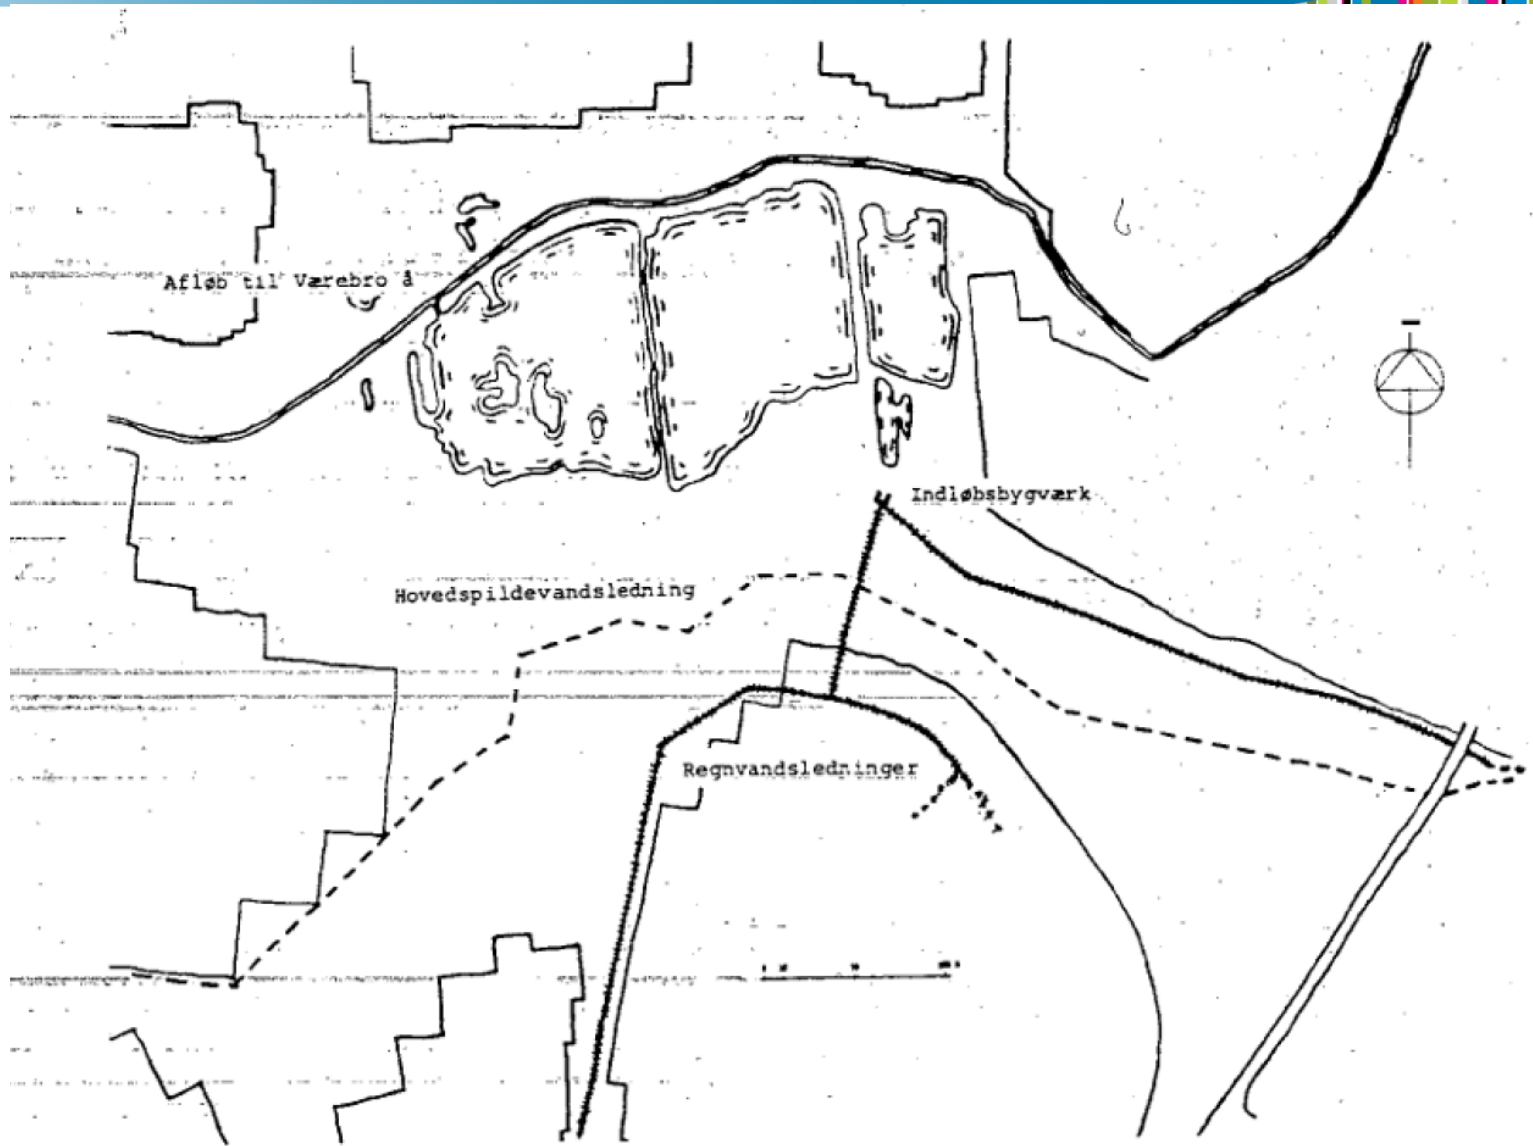 Afløb til Værebro å
Indløbsbygværk
Hovedspildevandsledning
Regnvandsledninger